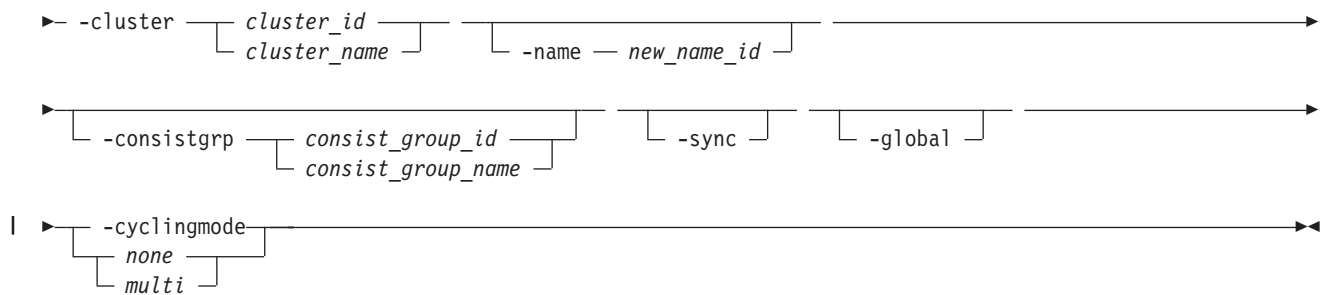 -cluster cluster_id
cluster_name
-name new_name_id
-consistgrp consist_group_id
consist_group_name
-sync
-global
-cyclingmode
none
multi